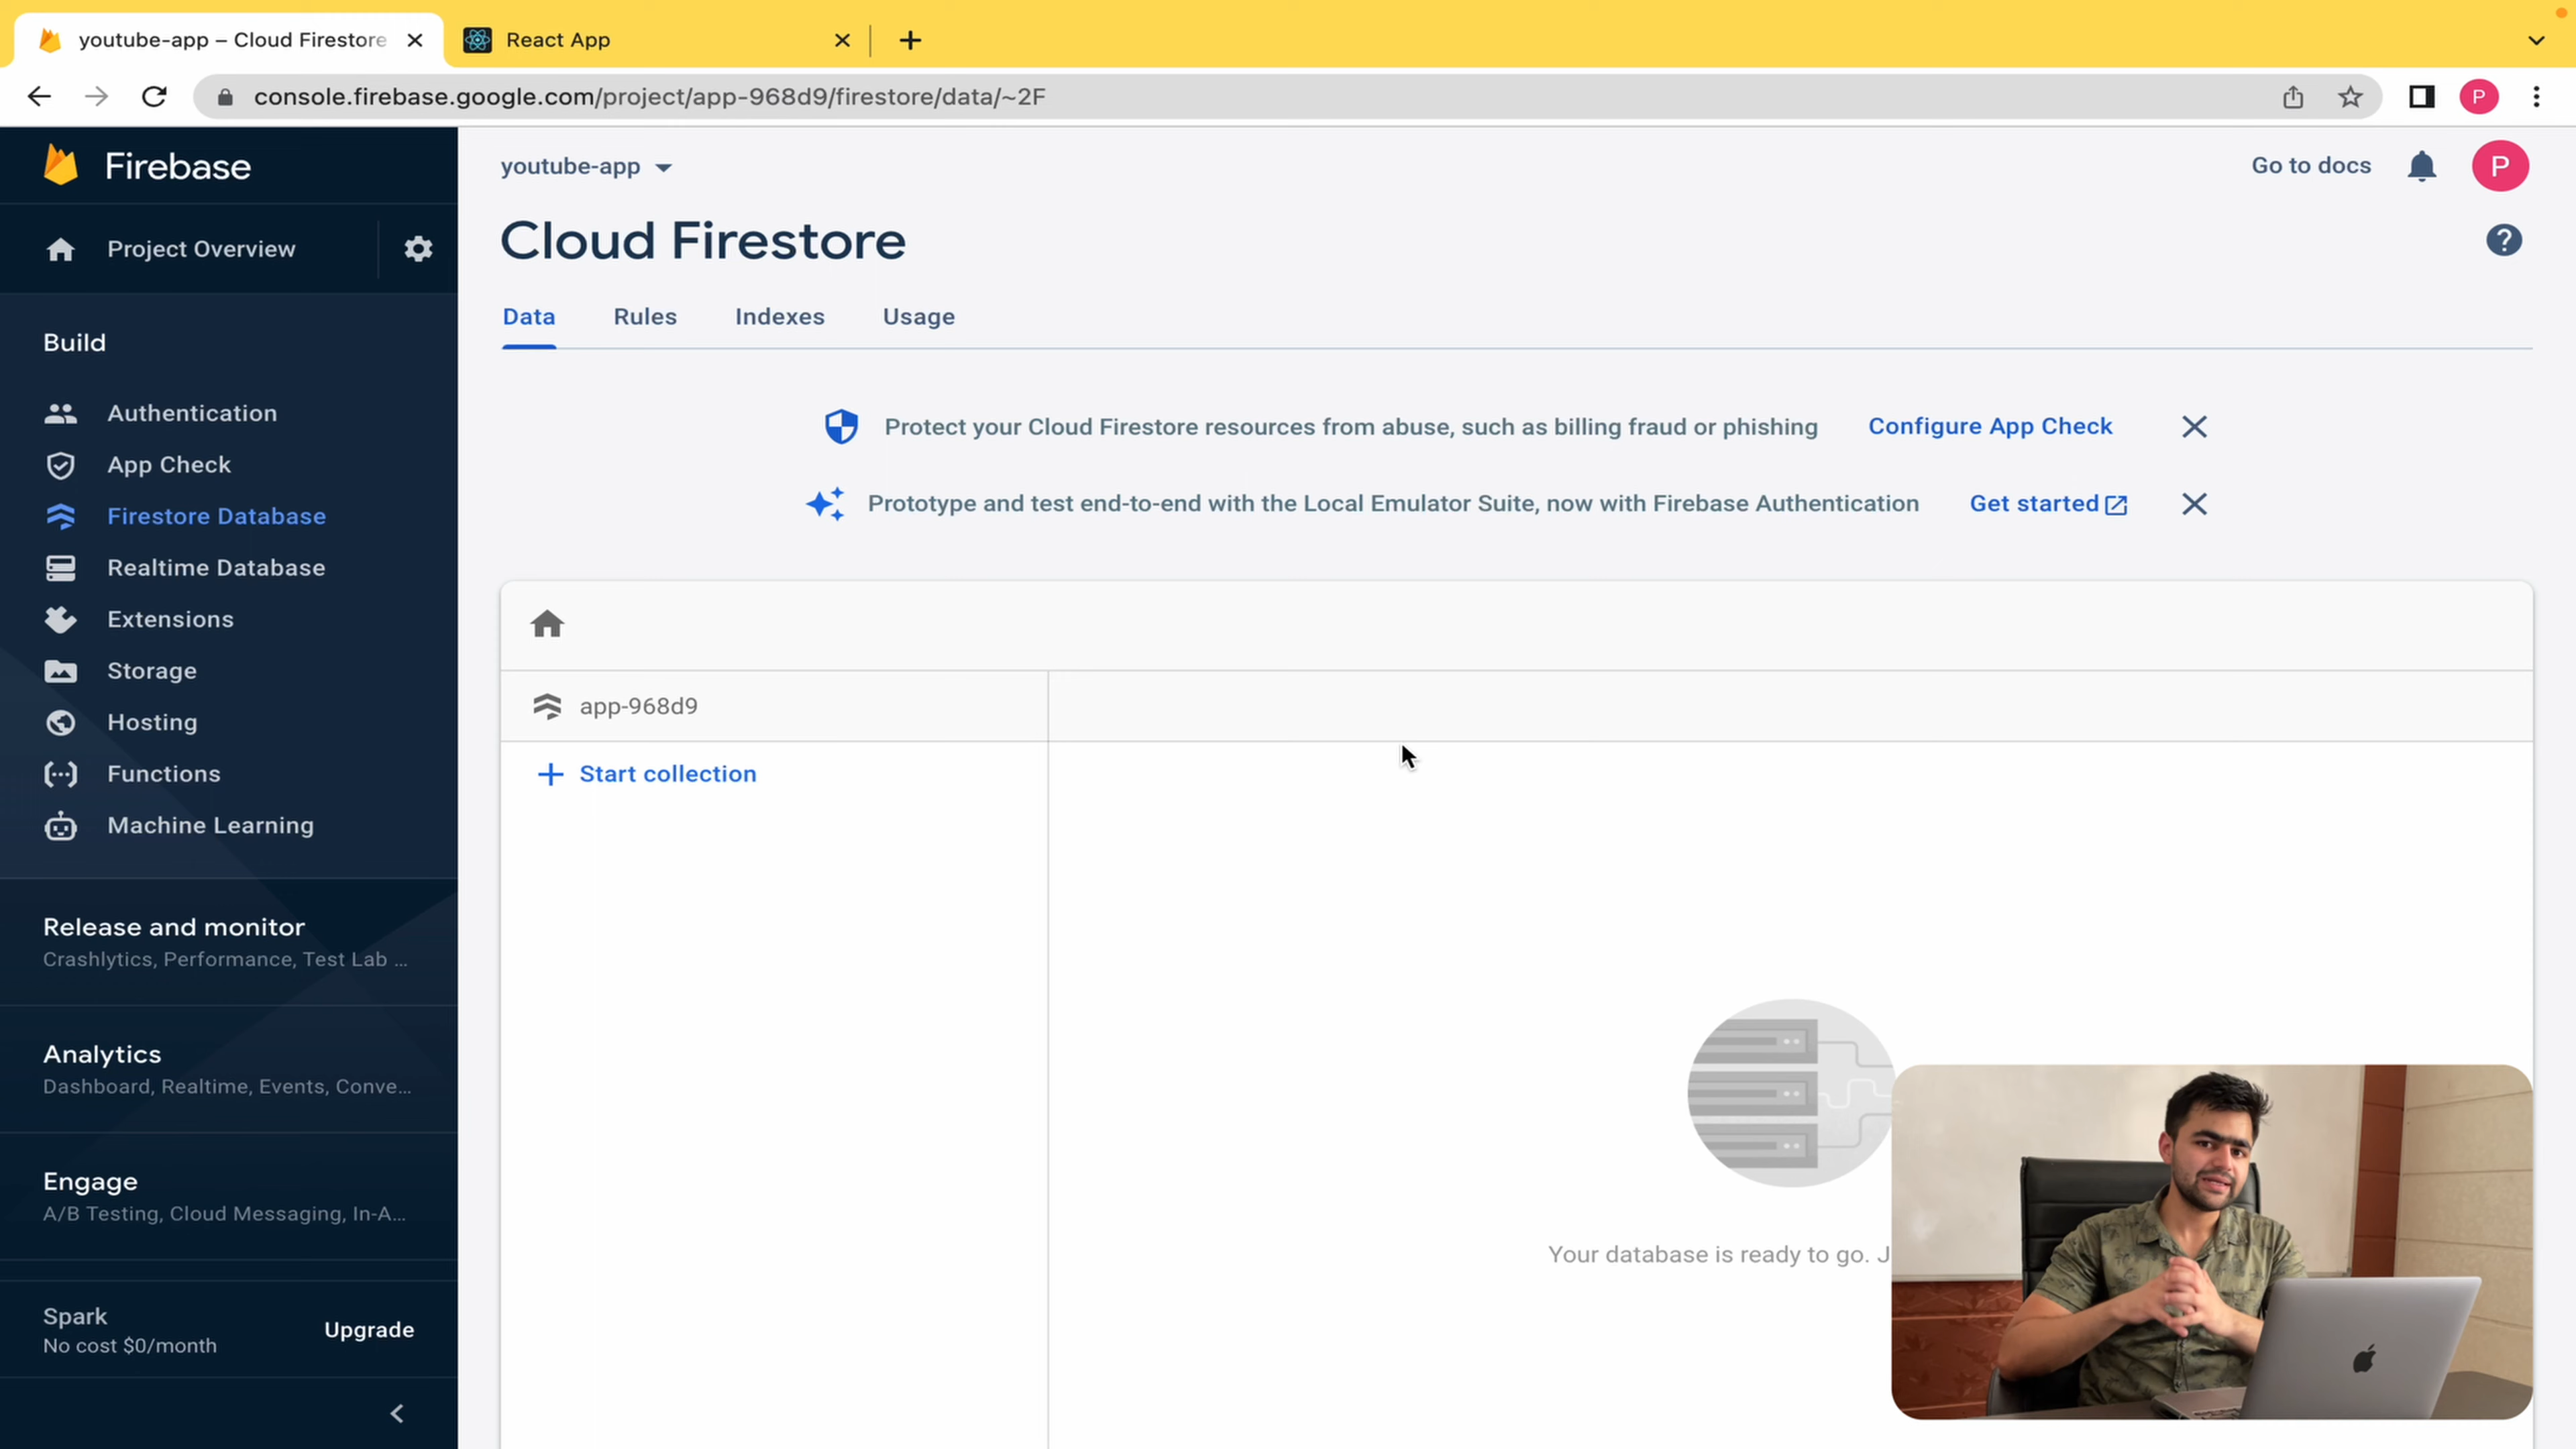 youtube-app – Cloud Firestore
React App
console.firebase.google.com/project/app-968d9/firestore/data/~2F
P
Firebase
youtube-app
Go to docs
P
Project Overview
Cloud Firestore
?
Data
Rules
Indexes
Usage
Build
Authentication
App Check
Firestore Database
Realtime Database
Extensions
Storage
Hosting
Functions
Machine Learning
Protect your Cloud Firestore resources from abuse, such as billing fraud or phishing
Configure App Check
Prototype and test end-to-end with the Local Emulator Suite, now with Firebase Authentication
Get started
app-968d9
Start collection
Release and monitor
Crashlytics, Performance, Test Lab ...
Analytics
Dashboard, Realtime, Events, Conve...
Engage
A/B Testing, Cloud Messaging, In-A...
Your database is ready to go. J
Spark
No cost $0/month
Upgrade